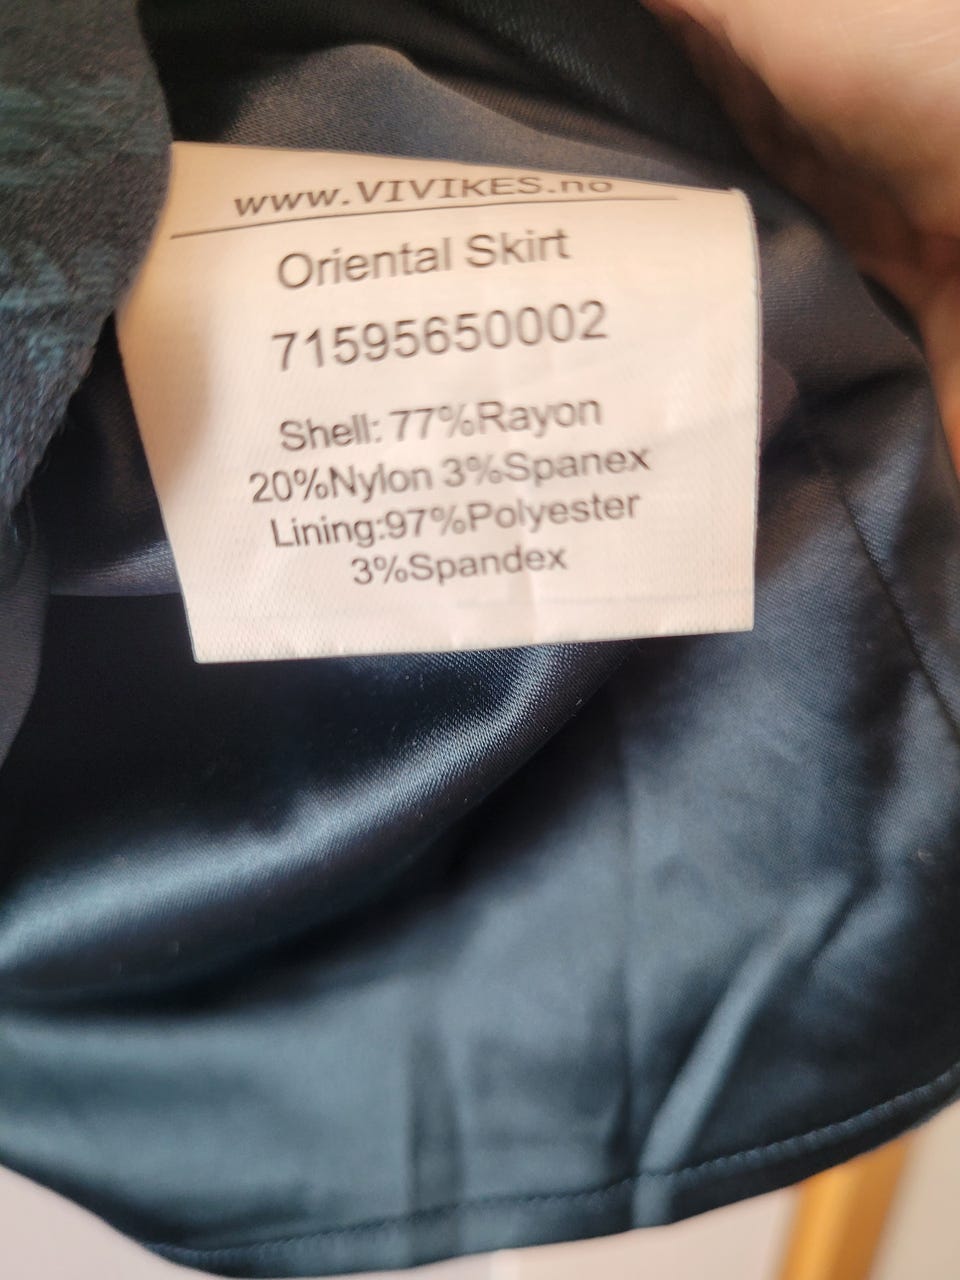 www.VIVIKES.no
Oriental Skirt
71595650002
Shell: 77%Rayon
20%Nylon 3%Spanex
Lining:97%Polyester
3%Spandex